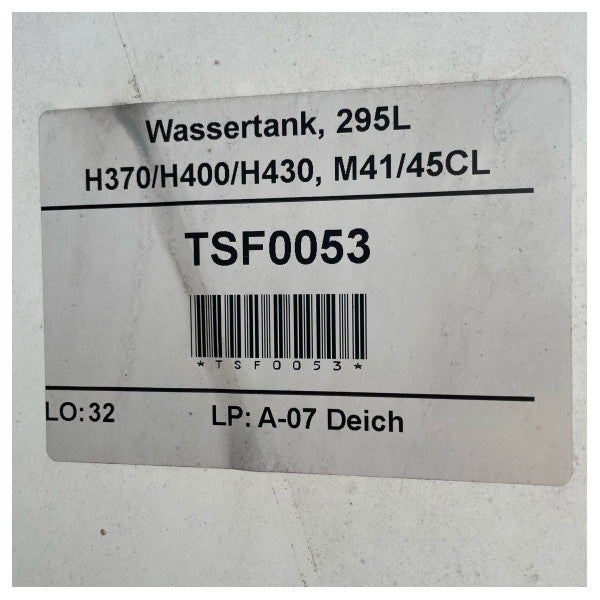 Wassertank, 295L
H370/H400/H430, M41/45CL
TSF0053
*TSF0053*
LO: 32 LP: A-07 Deich